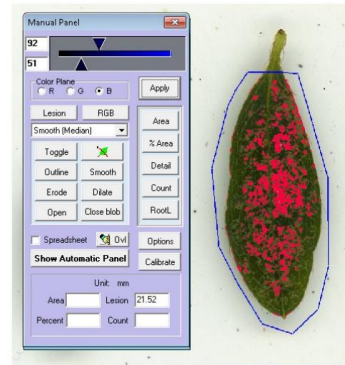 Manual Panel
92
51
Color Plane
R G B
Apply
Lesion RGB
Smooth (Median)
Toggle
Outline Smooth
Erode Dilate
Open Close blob
Area
% Area
Detail
Count
RootL
Spreadsheet Ovl
Options
Show Automatic Panel
Calibrate
Unit: mm
Area Lesion 21.52
Percent Count